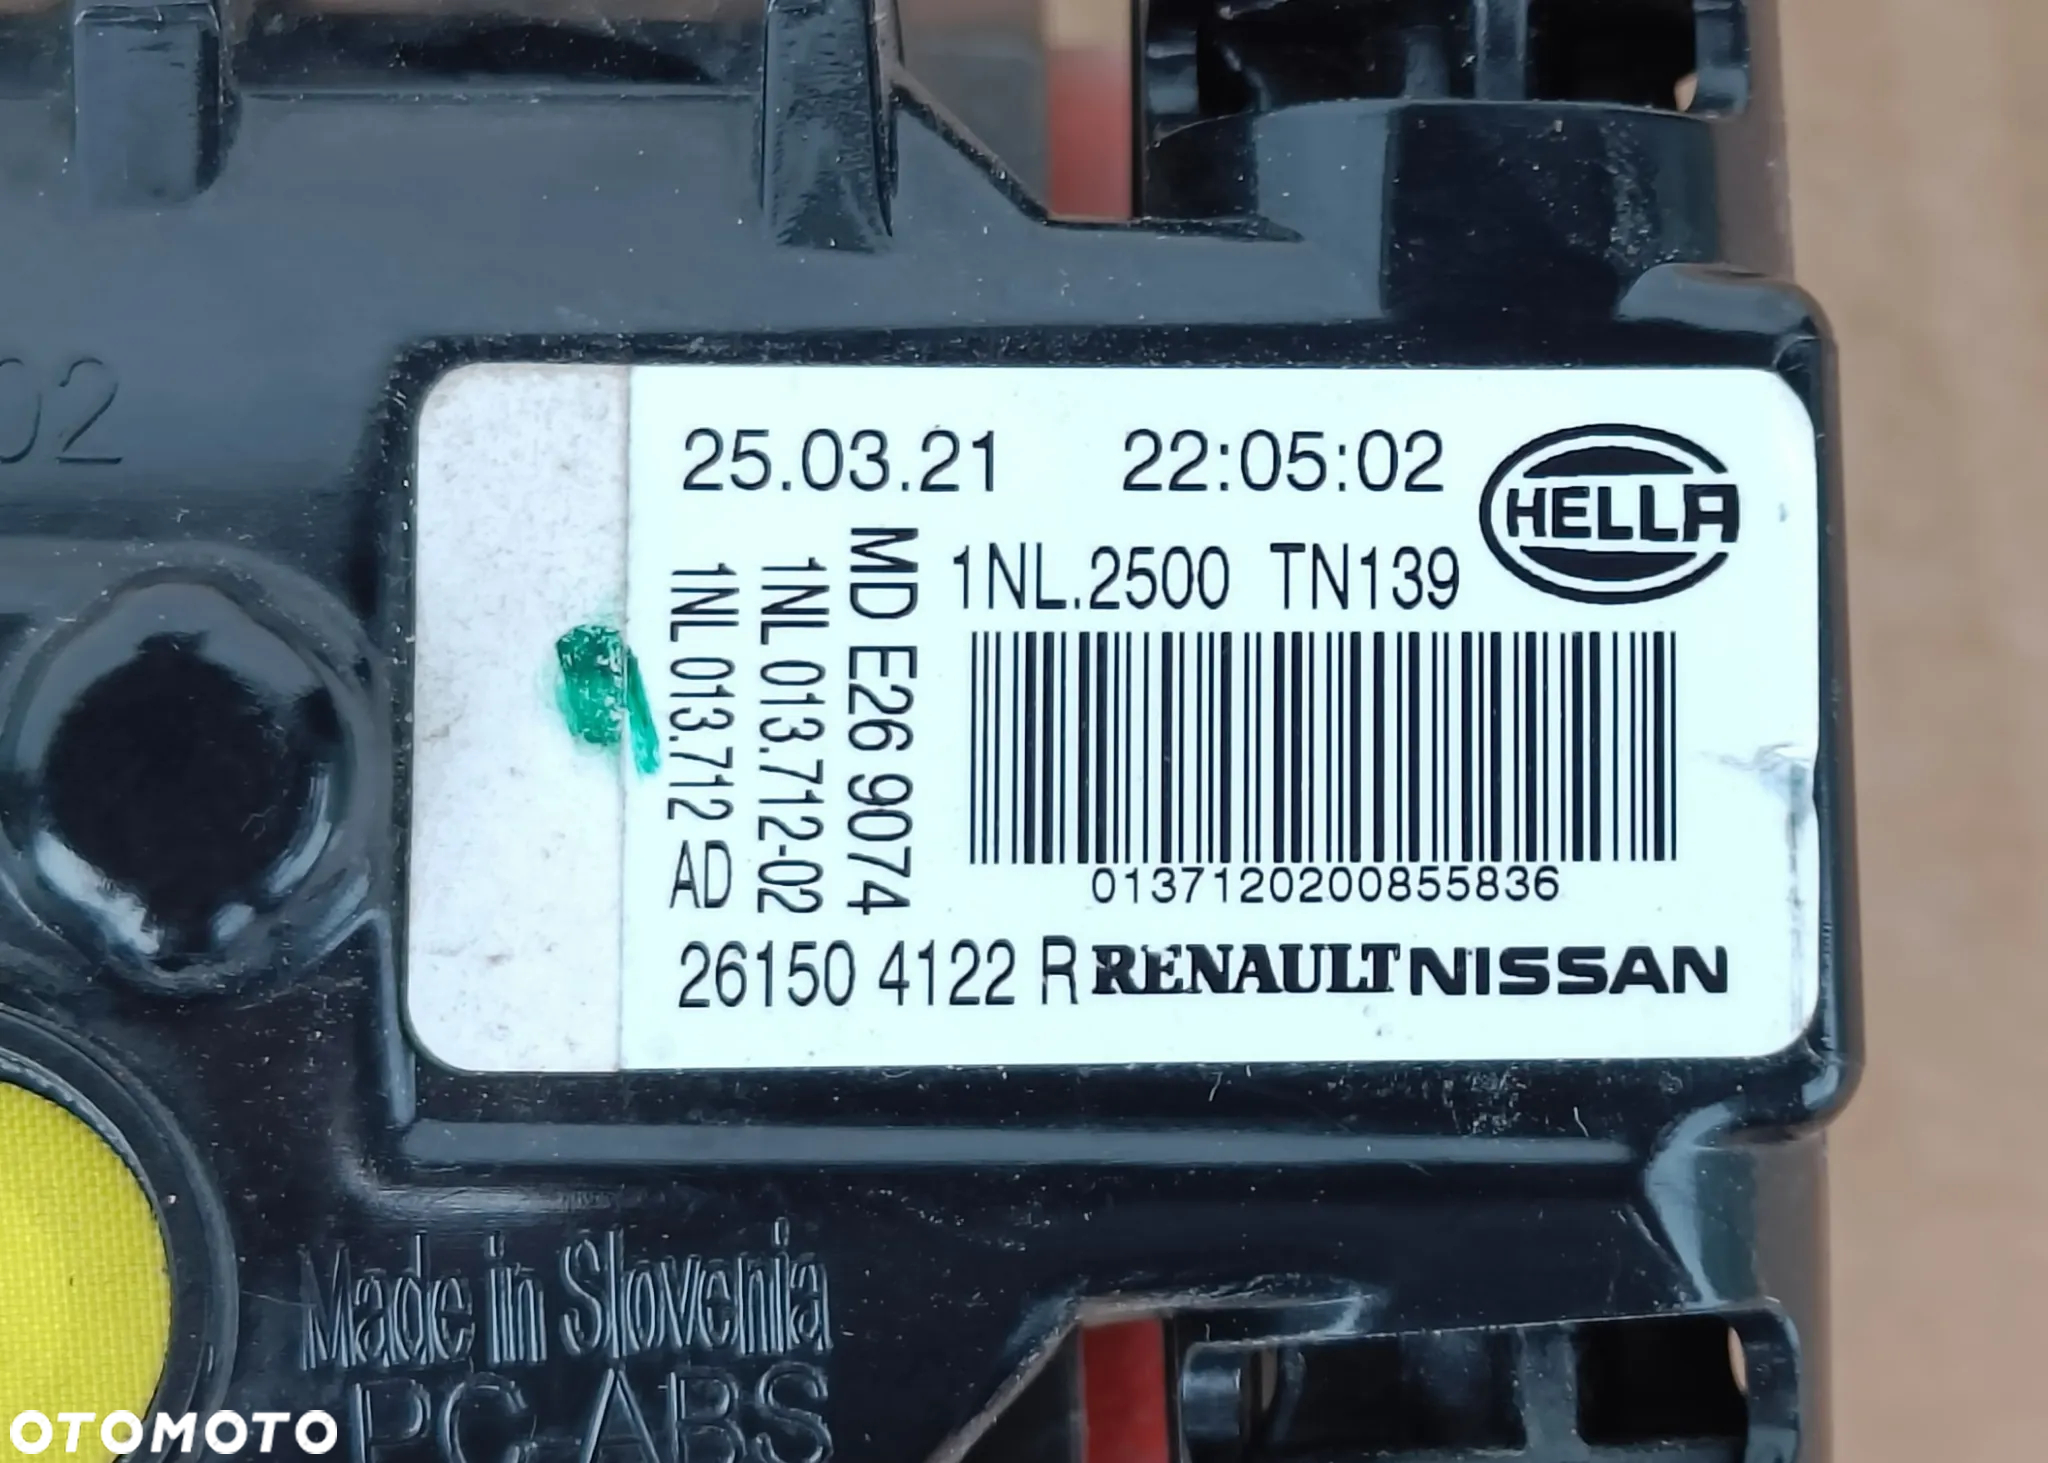 02
25.03.21 22:05:02
HELLA
1NL.2500 TN139
MD E26 9074
1NL 013.712-02
1NL 013.712 AD
0137120200855836
26150 4122 R RENAULT NISSAN
Made in Slovenia
PC-ABS
OTOMOTO